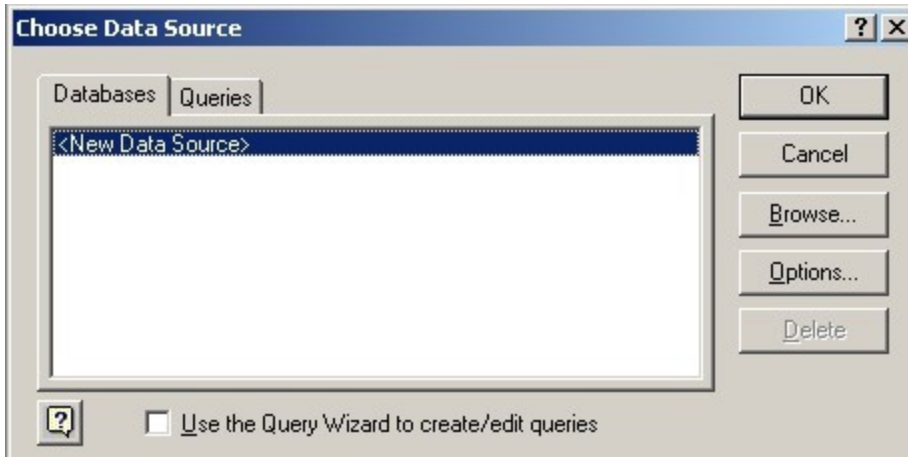 Choose Data Source
Databases
Queries
<New Data Source>
OK
Cancel
Browse...
Options...
Delete
Use the Query Wizard to create/edit queries